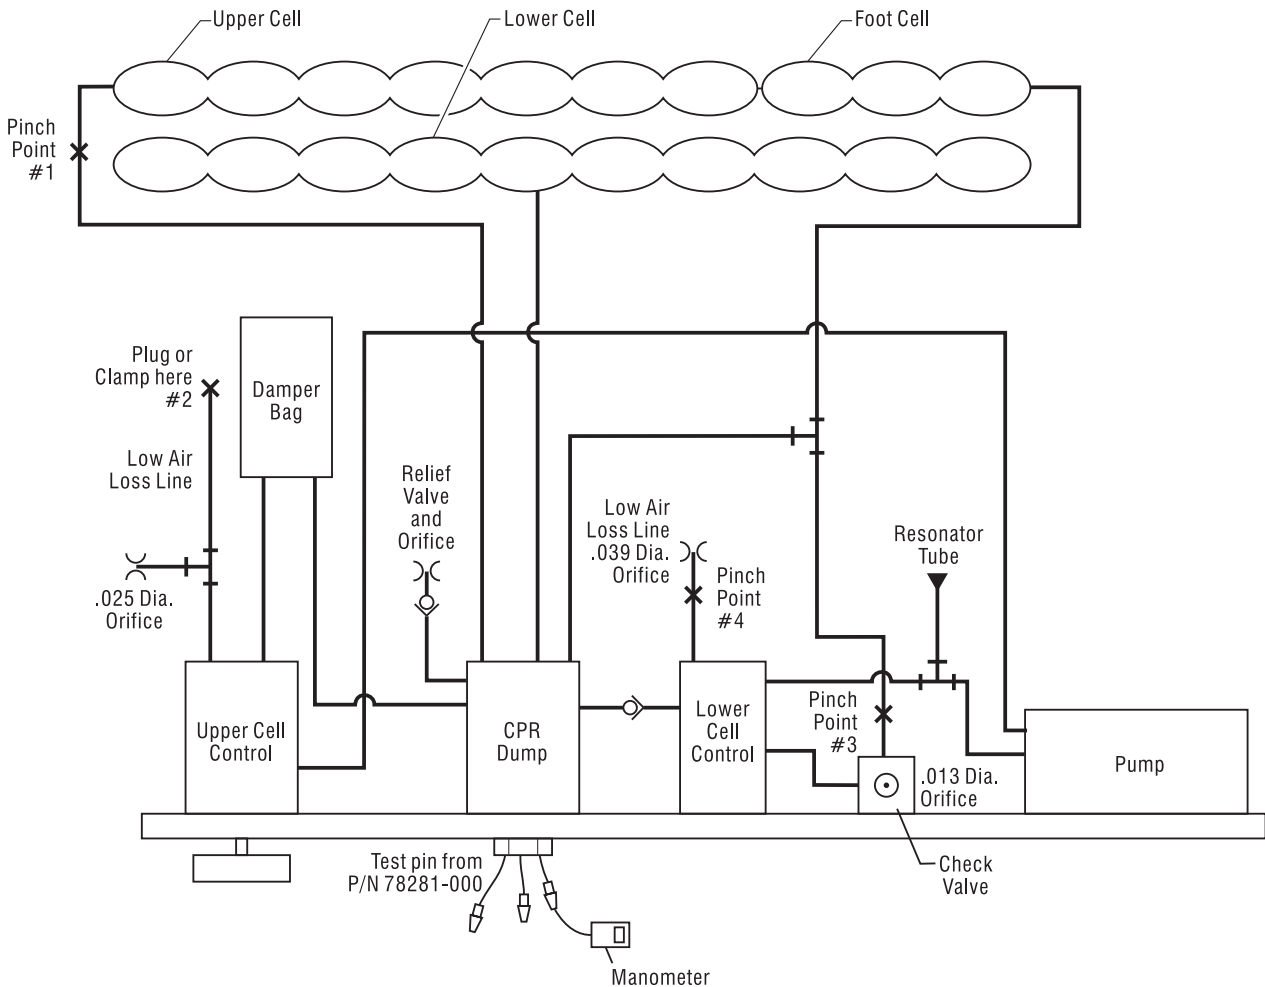 Upper Cell
Lower Cell
Foot Cell
Pinch
Point
#1
Plug or
Clamp here
#2
Damper
Bag
Low Air
Loss Line
Relief
Valve
and
Orifice
Low Air
Loss Line
.039 Dia.
Orifice
Pinch
Point
#4
Resonator
Tube
.025 Dia.
Orifice
Upper Cell
Control
CPR
Dump
Lower
Cell
Control
Pinch
Point
#3
.013 Dia.
Orifice
Pump
Test pin from
P/N 78281-000
Check
Valve
Manometer